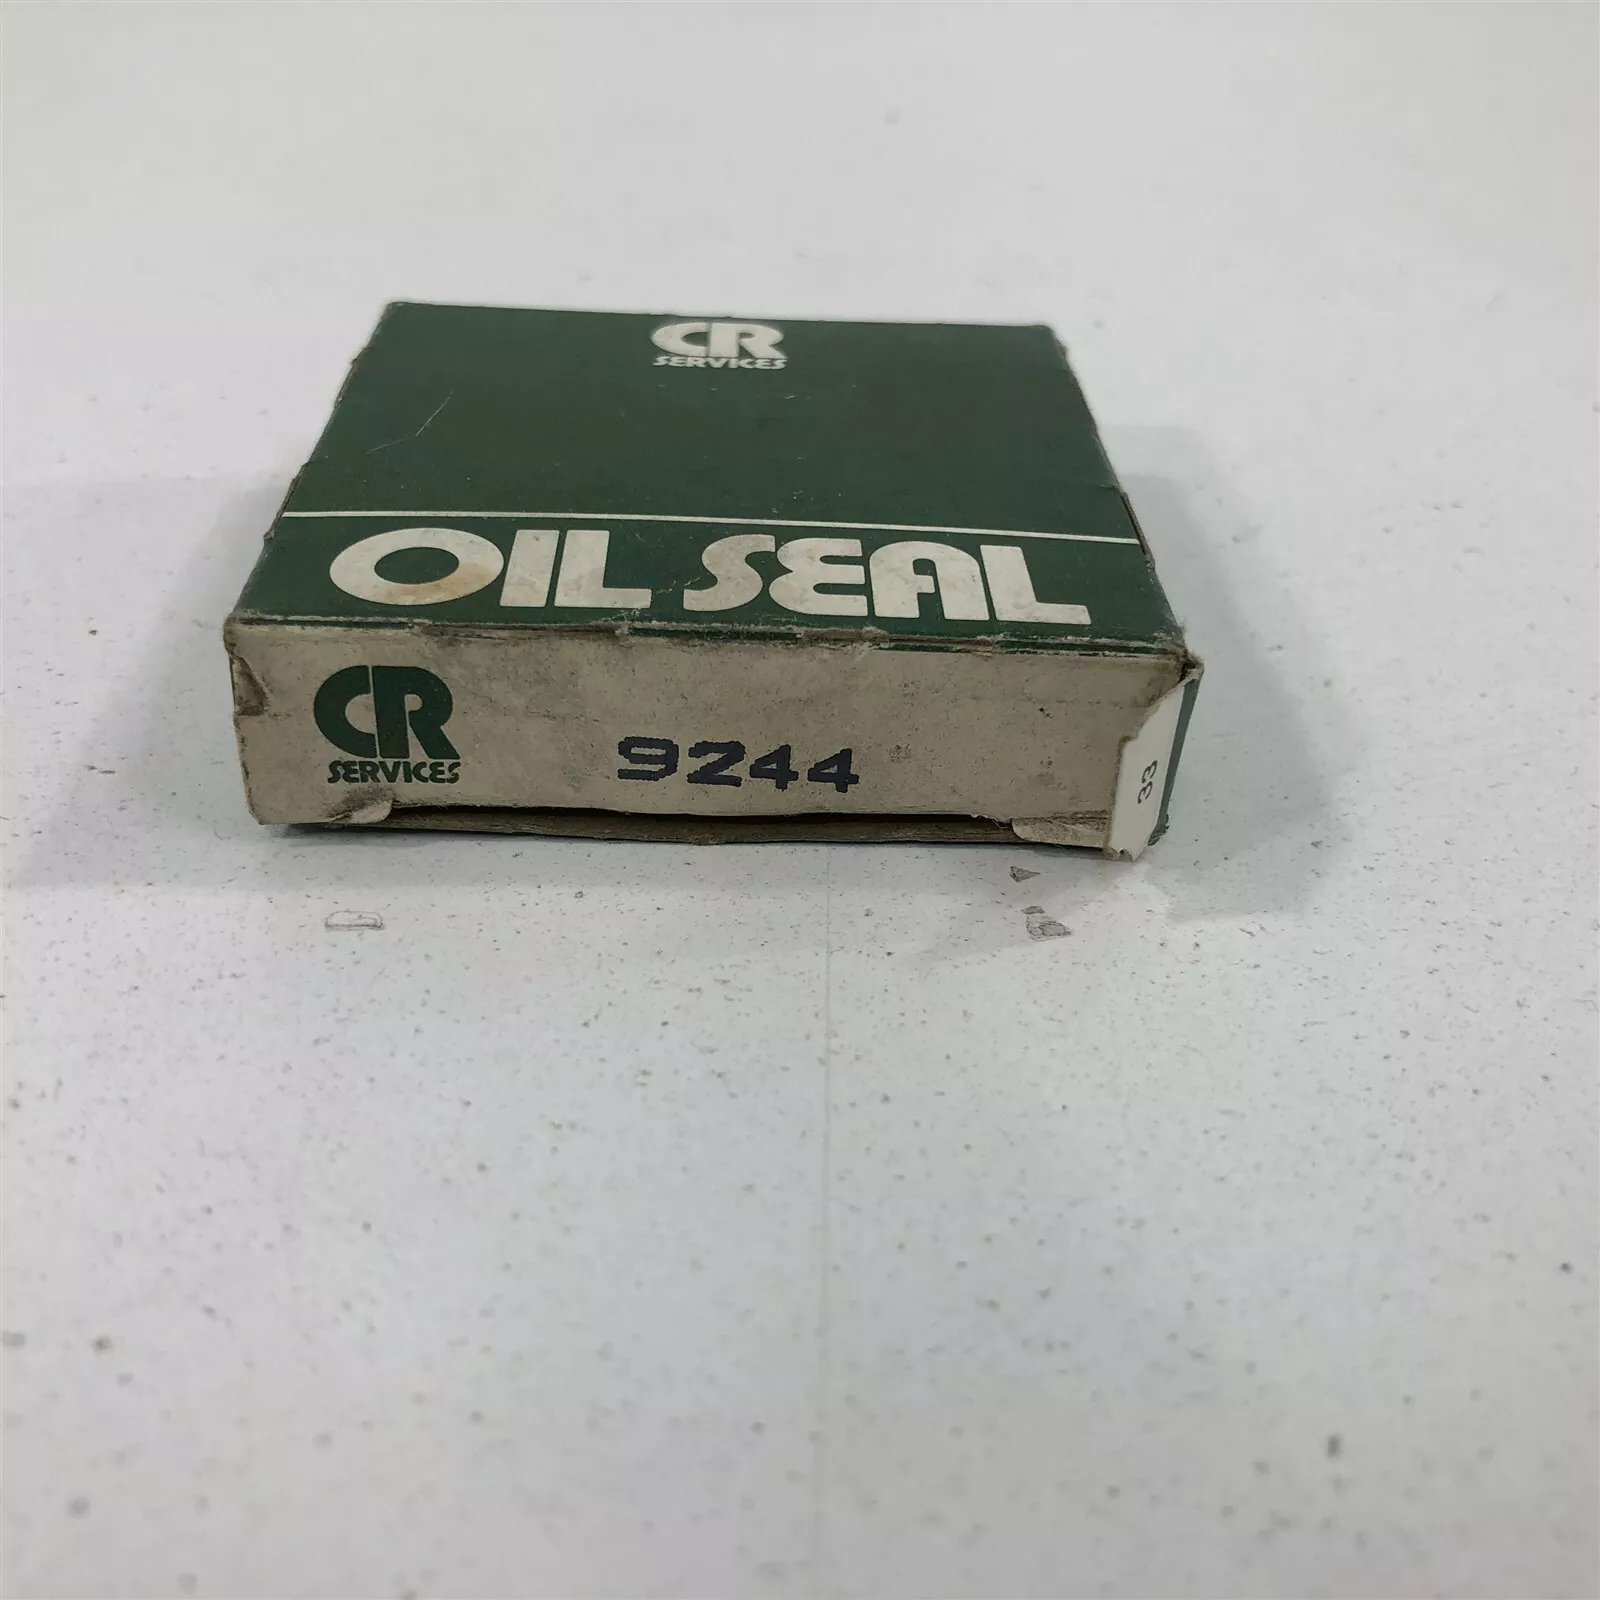 CR
SERVICES
OIL SEAL
CR
SERVICES
9244
33